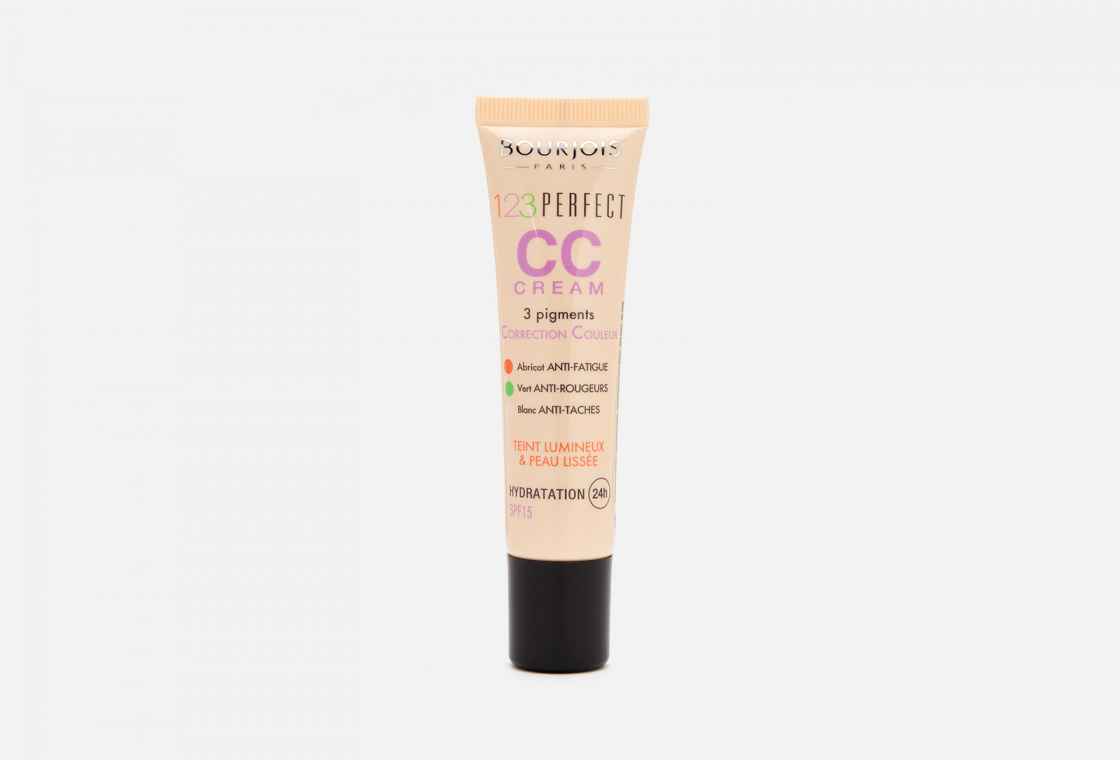 BOURJOIS
PARIS
123 PERFECT
CC
CREAM
3 pigments
CORRECTION COULEUR
Abricot ANTI-FATIGUE
Vert ANTI-ROUGEURS
Blanc ANTI-TACHES
TEINT LUMINEUX
& PEAU LISSÉE
HYDRATATION 24h
SPF15